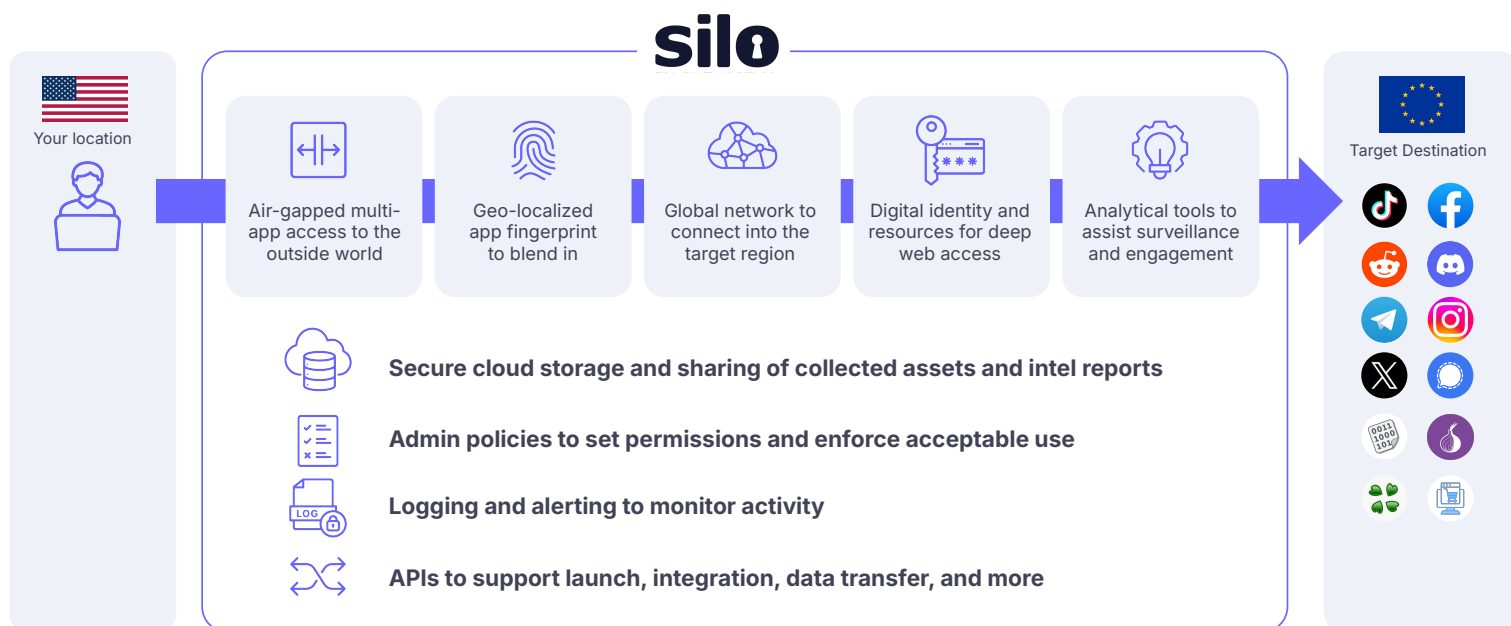 silo
Your location
Air-gapped multi-
app access to the
outside world
Geo-localized
app fingerprint
to blend in
Global network to
connect into the
target region
Digital identity and
resources for deep
web access
Analytical tools to
assist surveillance
and engagement
Target Destination
0011
1000
101
Secure cloud storage and sharing of collected assets and intel reports
Admin policies to set permissions and enforce acceptable use
LOG
Logging and alerting to monitor activity
APIs to support launch, integration, data transfer, and more